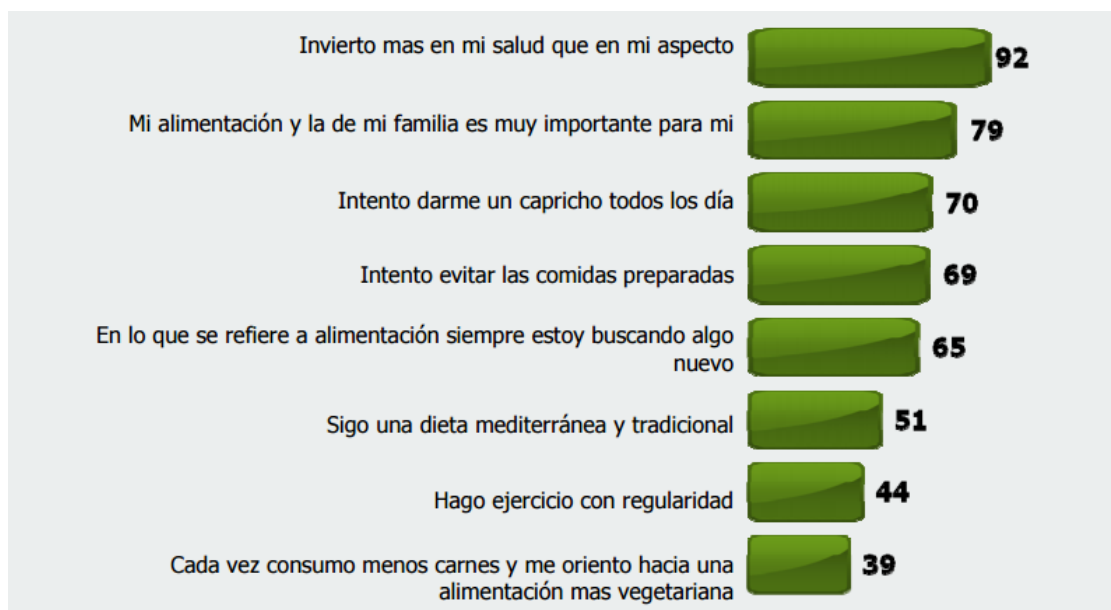 Invierto mas en mi salud que en mi aspecto
92
Mi alimentación y la de mi familia es muy importante para mi
79
Intento darme un capricho todos los día
70
Intento evitar las comidas preparadas
69
En lo que se refiere a alimentación siempre estoy buscando algo
nuevo
65
Sigo una dieta mediterránea y tradicional
51
Hago ejercicio con regularidad
44
Cada vez consumo menos carnes y me oriento hacia una
alimentación mas vegetariana
39